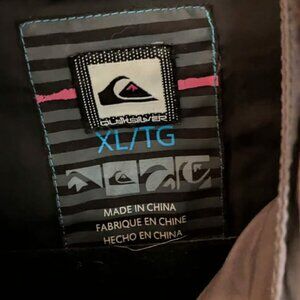 QUIKSILVER
XL/TG
MADE IN CHINA
FABRIQUE EN CHINE
HECHO EN CHINA